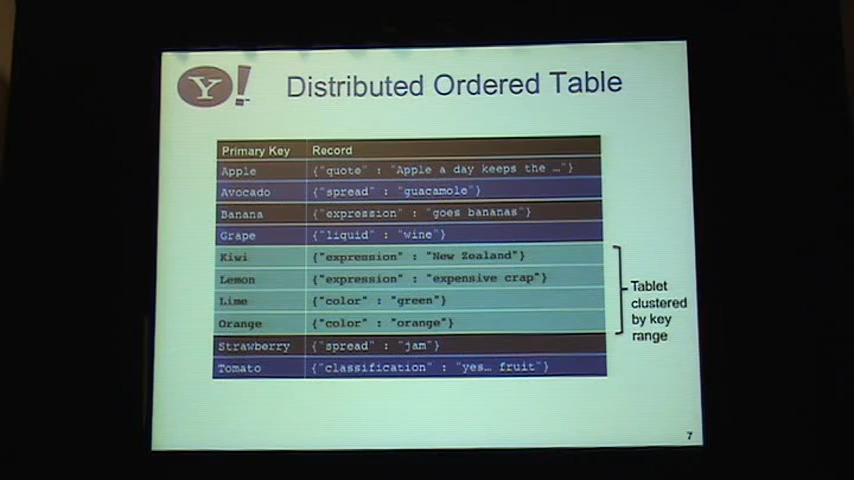 Y!
Distributed Ordered Table
Primary Key Record
Apple {"quote" : "Apple a day keeps the …"}
Avocado {"spread" : "guacamole"}
Banana {"expression" : "goes bananas"}
Grape {"liquid" : "wine"}
Kiwi {"expression" : "New Zealand"}
Lemon {"expression" : "expensive crap"}
Lime {"color" : "green"}
Orange {"color" : "orange"}
Strawberry {"spread" : "jam"}
Tomato {"classification" : "yes… fruit"}
Tablet
clustered
by key
range
7